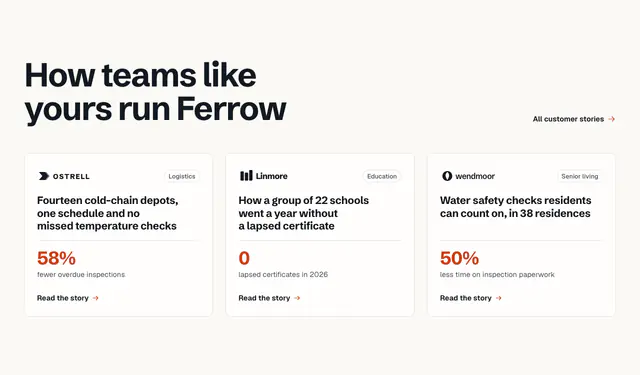 How teams like
yours run Ferrow
All customer stories →
OSTRELL
Logistics
Fourteen cold-chain depots,
one schedule and no
missed temperature checks
58%
fewer overdue inspections
Read the story →
Linmore
Education
How a group of 22 schools
went a year without
a lapsed certificate
0
lapsed certificates in 2026
Read the story →
wendmoor
Senior living
Water safety checks residents
can count on, in 38 residences
50%
less time on inspection paperwork
Read the story →